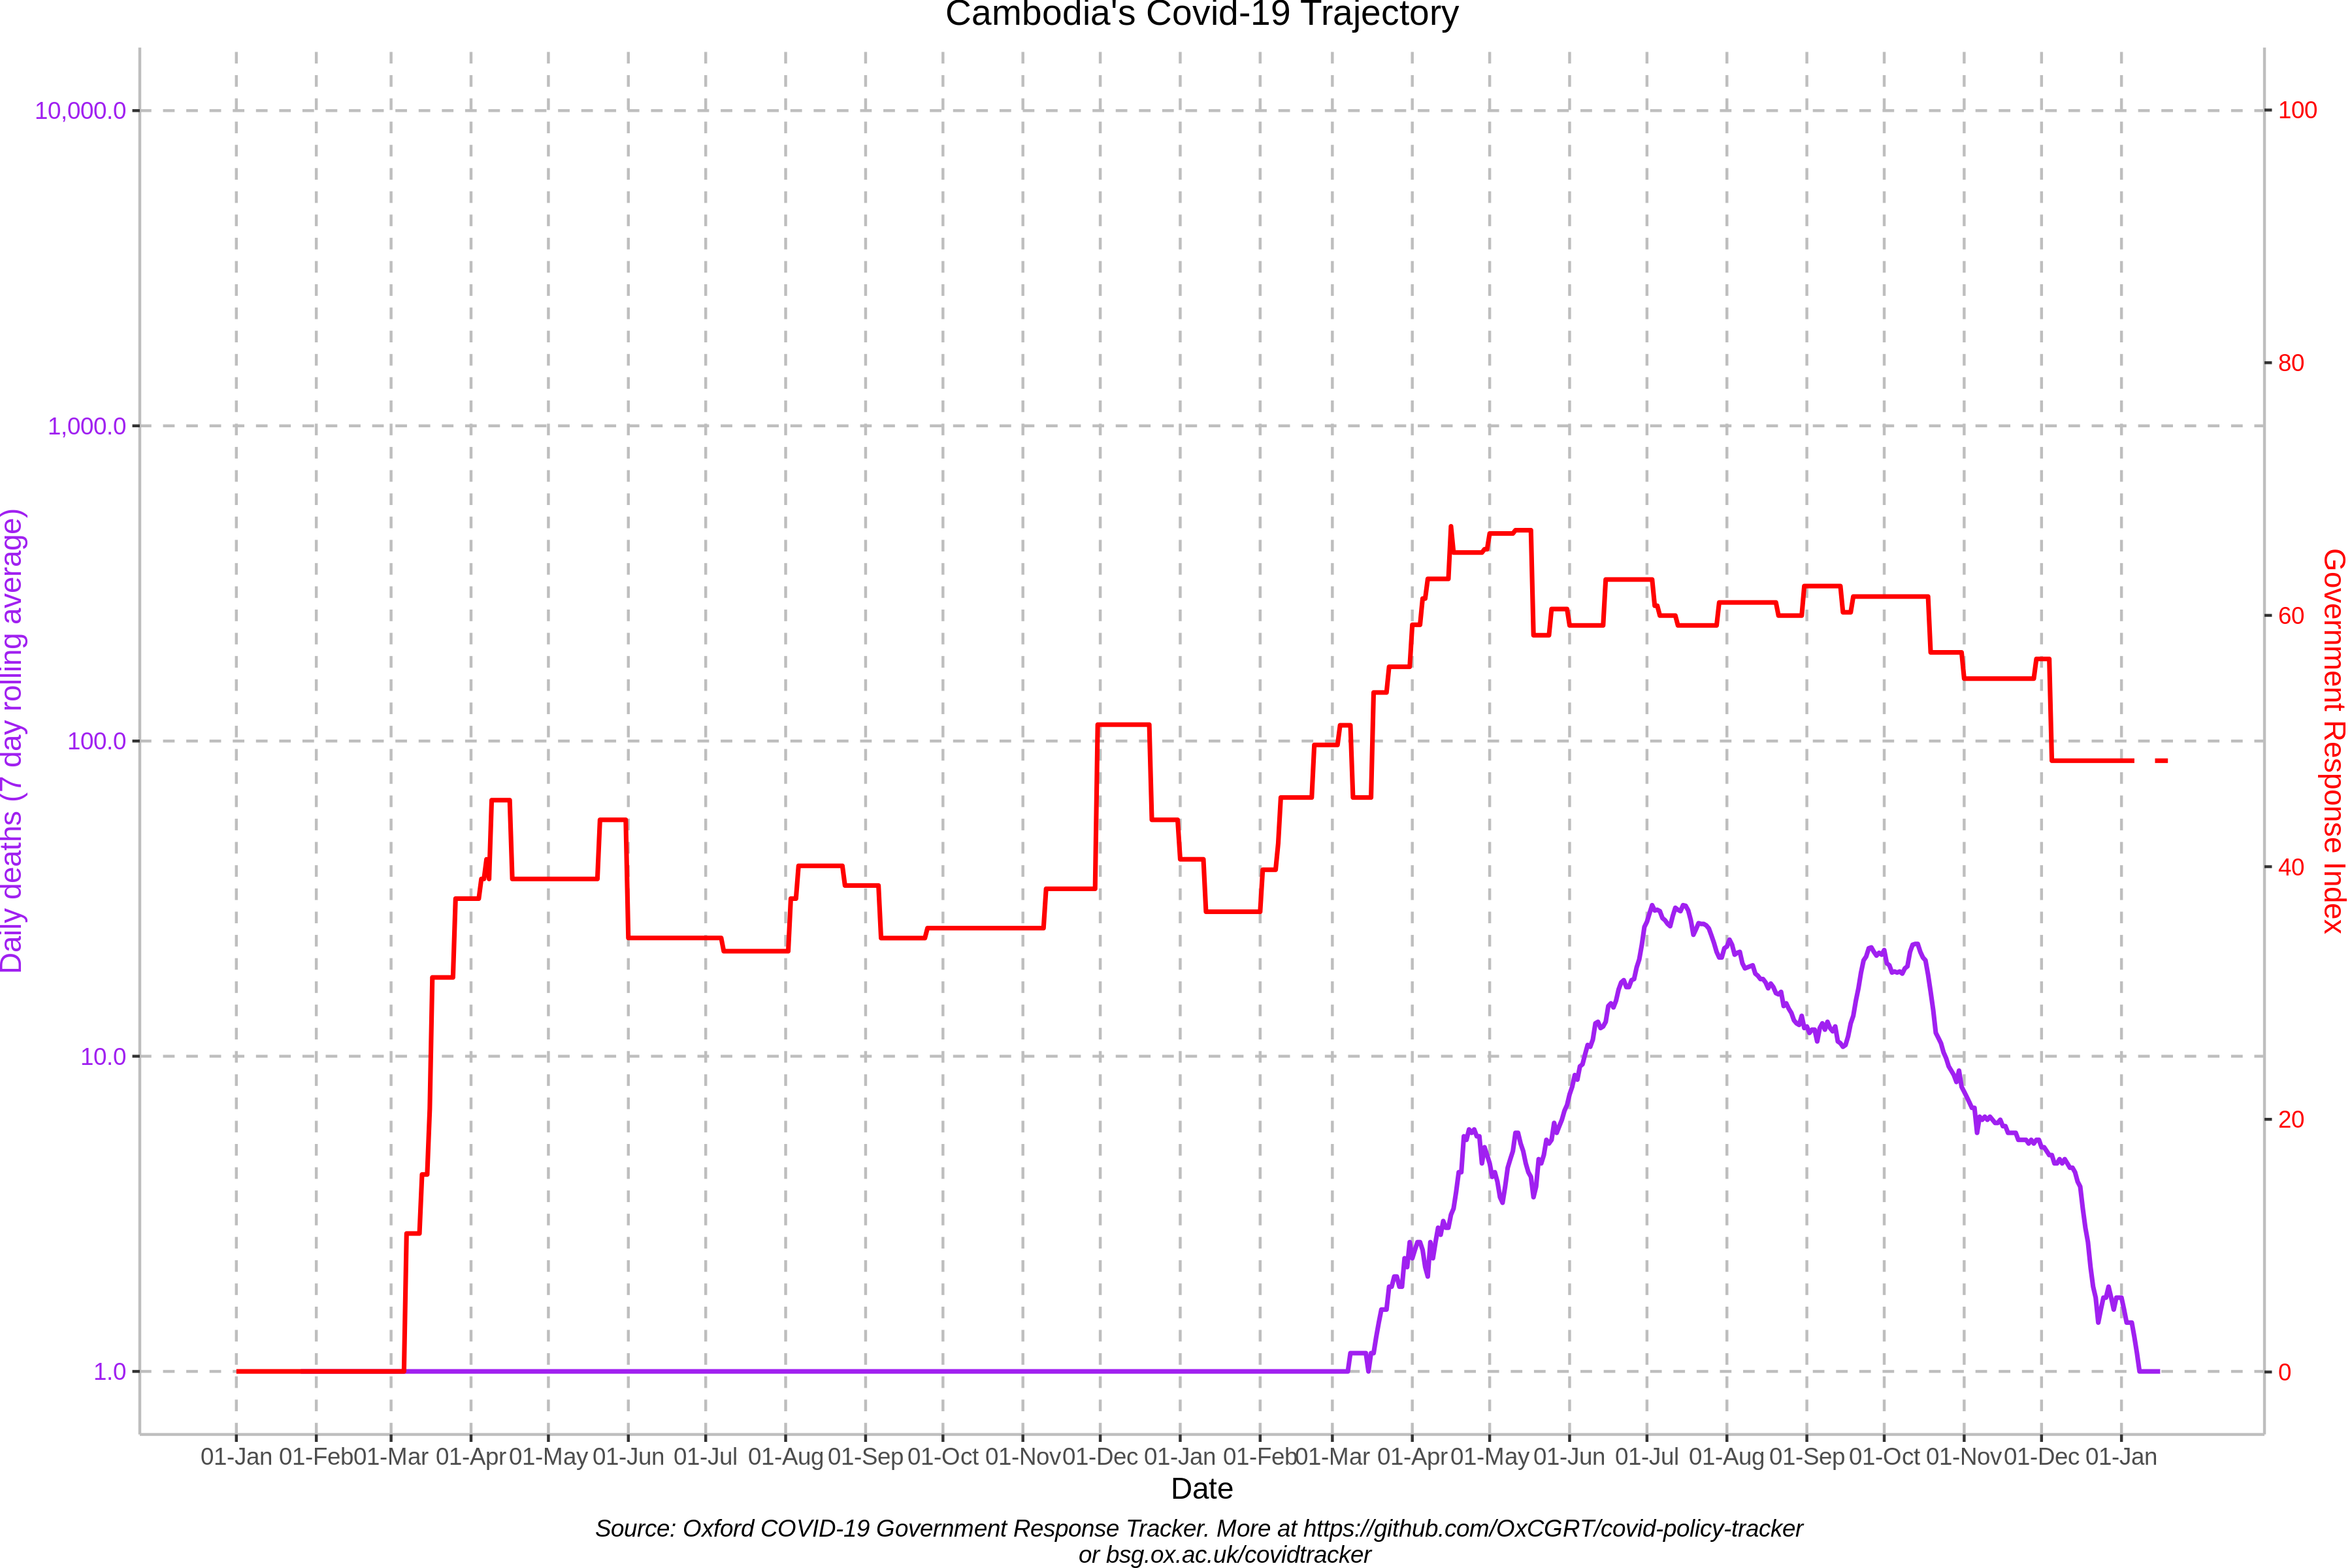 Cambodia's Covid-19 Trajectory
10,000.0
1,000.0
100.0
10.0
1.0
Daily deaths (7 day rolling average)
100
80
60
40
20
0
Government Response Index
01-Jan 01-Feb 01-Mar 01-Apr 01-May 01-Jun 01-Jul 01-Aug 01-Sep 01-Oct 01-Nov 01-Dec 01-Jan 01-Feb 01-Mar 01-Apr 01-May 01-Jun 01-Jul 01-Aug 01-Sep 01-Oct 01-Nov 01-Dec 01-Jan
Date
Source: Oxford COVID-19 Government Response Tracker. More at https://github.com/OxCGRT/covid-policy-tracker
or bsg.ox.ac.uk/covidtracker